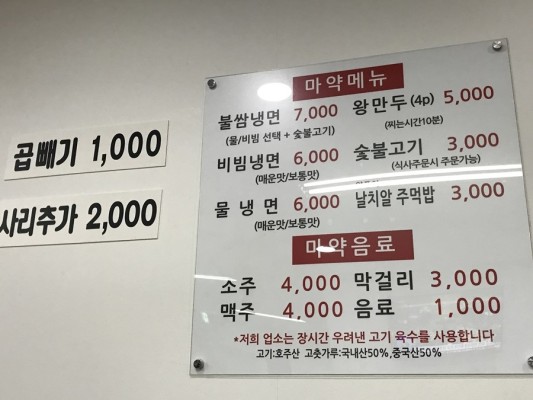 곱빼기 1,000
사리추가 2,000
마약메뉴
불쌈냉면 7,000 왕만두(4p) 5,000
(물/비빔 선택 + 숯불고기) (찌는시간10분)
비빔냉면 6,000 숯불고기 3,000
(매운맛/보통맛) (식사주문시 주문가능)
물냉면 6,000 날치알 주먹밥 3,000
(매운맛/보통맛)
마약음료
소주 4,000 막걸리 3,000
맥주 4,000 음료 1,000
*저희 업소는 장시간 우려낸 고기 육수를 사용합니다
고기:호주산 고춧가루:국내산50%,중국산50%